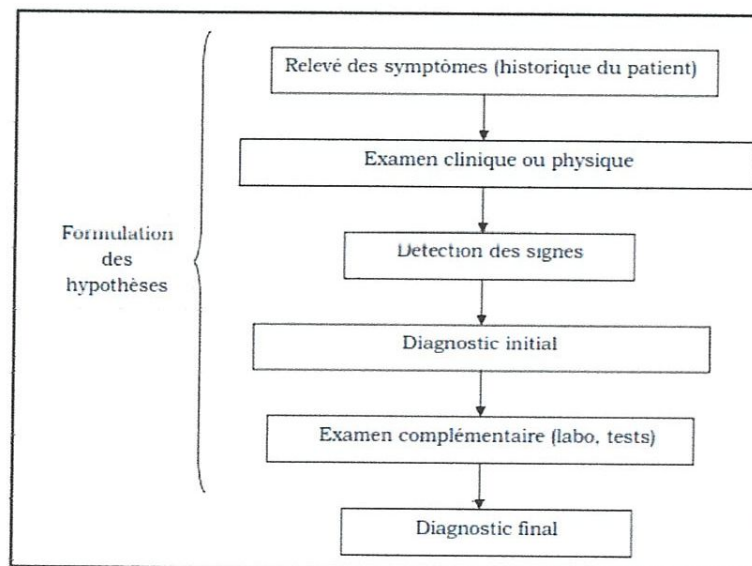 Relevé des symptômes (historique du patient)
Examen clinique ou physique
Formulation
des
hypothèses
Détection des signes
Diagnostic initial
Examen complémentaire (labo, tests)
Diagnostic final